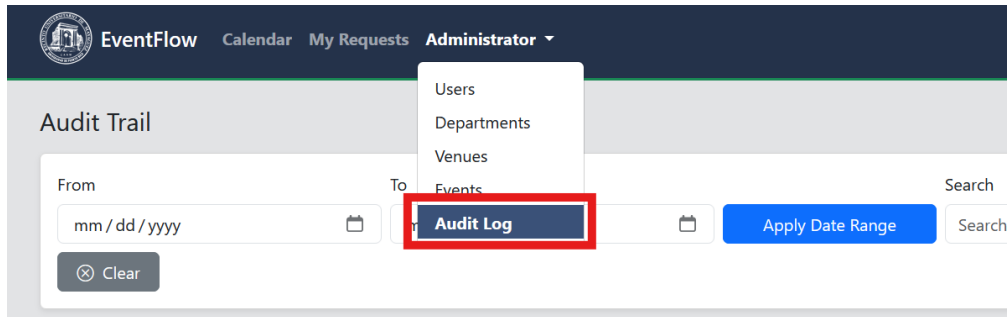 EventFlow Calendar My Requests Administrator
Users
Departments
Venues
Events
Audit Log
Audit Trail
From To Search
mm/dd/yyyy Apply Date Range Search
Clear